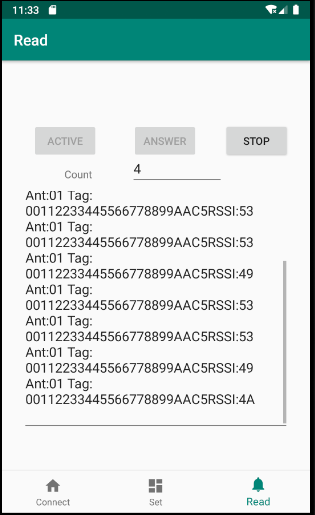 11:33
Read
ACTIVE ANSWER STOP
Count 4
Ant:01 Tag:
00112233445566778899AAC5RSSI:53
Ant:01 Tag:
00112233445566778899AAC5RSSI:53
Ant:01 Tag:
00112233445566778899AAC5RSSI:49
Ant:01 Tag:
00112233445566778899AAC5RSSI:53
Ant:01 Tag:
00112233445566778899AAC5RSSI:53
Ant:01 Tag:
00112233445566778899AAC5RSSI:49
Ant:01 Tag:
00112233445566778899AAC5RSSI:4A
Connect Set Read